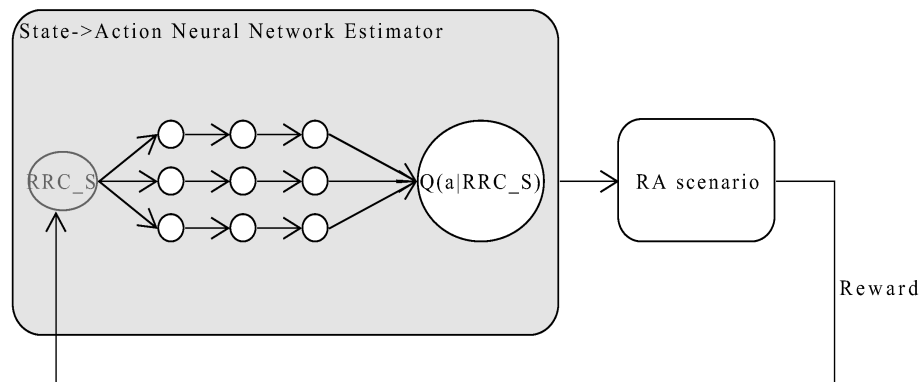 State->Action Neural Network Estimator
RRC_S
Q(a|RRC_S)
RA scenario
Reward